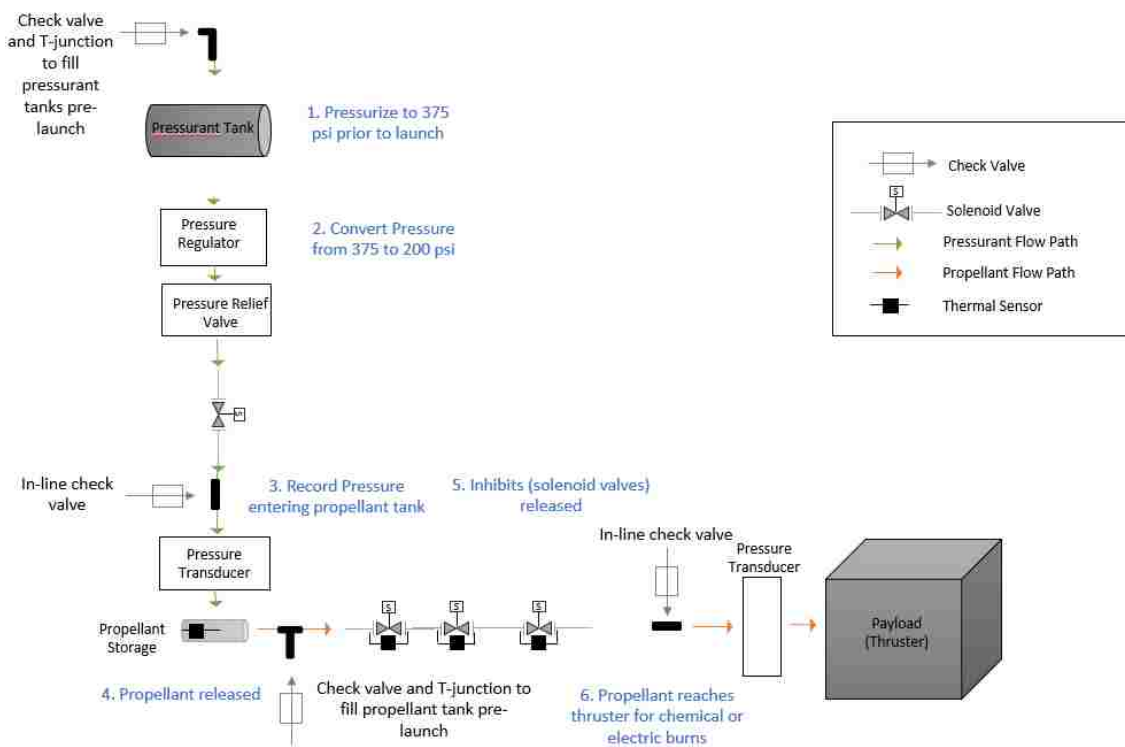 Check valve
and T-junction
to fill
pressurant
tanks pre-
launch
Pressurant Tank
1. Pressurize to 375
psi prior to launch
Pressure
Regulator
2. Convert Pressure
from 375 to 200 psi
Pressure Relief
Valve
S
Check Valve
S
Solenoid Valve
Pressurant Flow Path
Propellant Flow Path
Thermal Sensor
In-line check
valve
3. Record Pressure
entering propellant tank
5. Inhibits (solenoid valves)
released
Pressure
Transducer
In-line check valve
Pressure
Transducer
Propellant
Storage
S
S
S
Payload
(Thruster)
4. Propellant released
Check valve and T-junction to
fill propellant tank pre-
launch
6. Propellant reaches
thruster for chemical or
electric burns